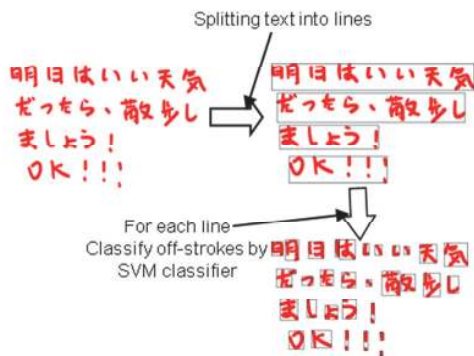 Splitting text into lines
明日はいい天気
だったら、散歩し
ましょう!
OK!!!
明日はいい天気
だったら、散歩し
ましょう!
OK!!!
For each line
Classify off-strokes by
SVM classifier
明日はいい天気
だったら、散歩し
ましょう!
OK!!!